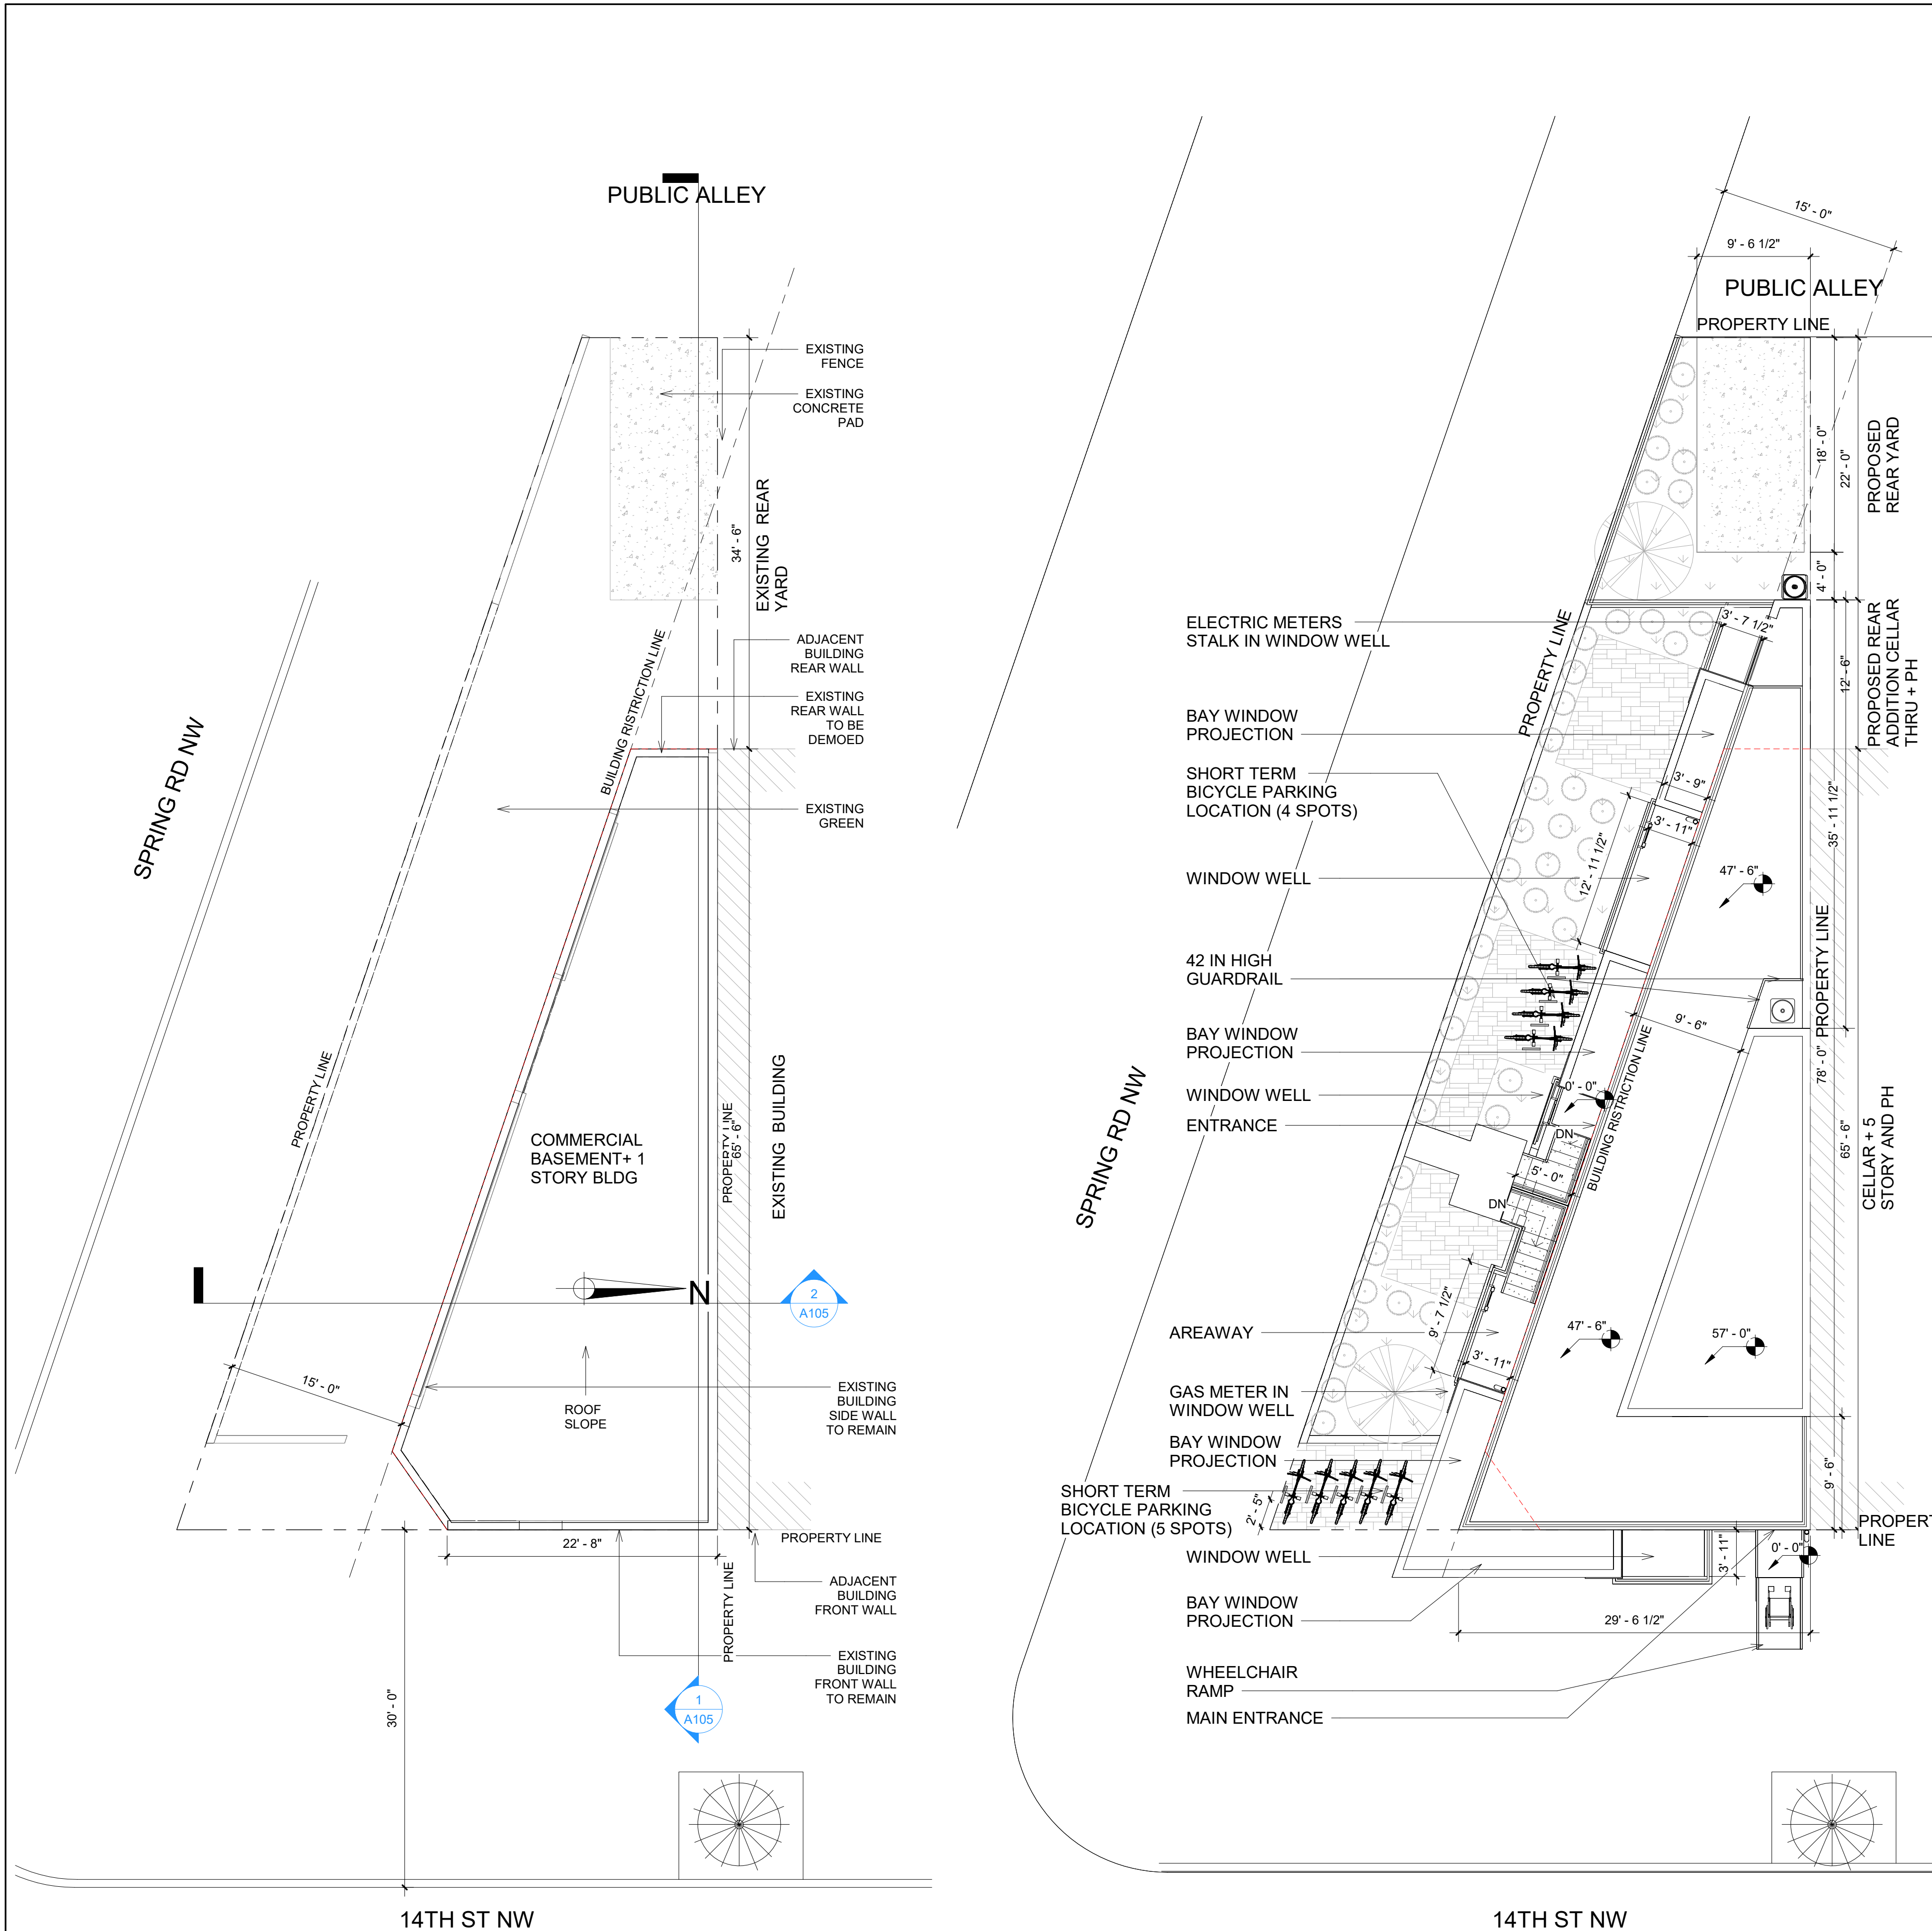 PUBLIC ALLEY
EXISTING
FENCE
EXISTING
CONCRETE
PAD
34' - 6"
EXISTING REAR
YARD
ADJACENT
BUILDING
REAR WALL
EXISTING
REAR WALL
TO BE
DEMOED
BUILDING RISTRICTION LINE
SPRING RD NW
EXISTING
GREEN
PROPERTY LINE
COMMERCIAL
BASEMENT+ 1
STORY BLDG
PROPERTY LINE
65' - 6"
EXISTING BUILDING
N
2
A105
15' - 0"
ROOF
SLOPE
EXISTING
BUILDING
SIDE WALL
TO REMAIN
22' - 8"
PROPERTY LINE
PROPERTY LINE
ADJACENT
BUILDING
FRONT WALL
EXISTING
BUILDING
FRONT WALL
TO REMAIN
30' - 0"
1
A105
14TH ST NW
15' - 0"
9' - 6 1/2"
PUBLIC ALLEY
PROPERTY LINE
18' - 0"
22' - 0"
PROPOSED
REAR YARD
4' - 0"
ELECTRIC METERS
STALK IN WINDOW WELL
3' - 7 1/2"
PROPERTY LINE
12' - 6"
PROPOSED REAR
ADDITION CELLAR
THRU + PH
BAY WINDOW
PROJECTION
SHORT TERM
BICYCLE PARKING
LOCATION (4 SPOTS)
3' - 9"
3' - 11"
12' - 11 1/2"
35' - 11 1/2"
WINDOW WELL
47' - 6"
42 IN HIGH
GUARDRAIL
PROPERTY LINE
78' - 0"
9' - 6"
BAY WINDOW
PROJECTION
WINDOW WELL
0' - 0"
ENTRANCE
DN
BUILDING RISTRICTION LINE
SPRING RD NW
65' - 6"
CELLAR + 5
STORY AND PH
5' - 0"
DN
AREAWAY
9' - 7 1/2"
47' - 6"
57' - 0"
3' - 11"
GAS METER IN
WINDOW WELL
BAY WINDOW
PROJECTION
9' - 6"
SHORT TERM
BICYCLE PARKING
LOCATION (5 SPOTS)
2' - 5"
PROPERT
LINE
WINDOW WELL
3' - 11"
0' - 0"
BAY WINDOW
PROJECTION
29' - 6 1/2"
WHEELCHAIR
RAMP
MAIN ENTRANCE
14TH ST NW